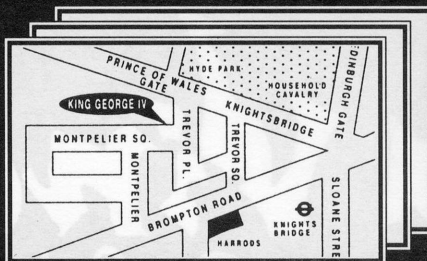 PRINCE OF WALES
GATE
HYDE PARK
HOUSEHOLD
CAVALRY
EDINBURGH GATE
KING GEORGE IV
KNIGHTSBRIDGE
MONTPELIER SQ.
TREVOR PL.
TREVOR SQ.
MONTPELIER
BROMPTON ROAD
SLOANE STRE
KNIGHTS
BRIDGE
HARRODS